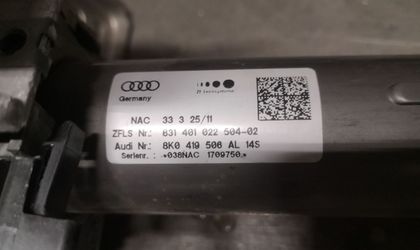 Germany
NAC 33 3 25/11
ZFLS Nr.: 831 401 022 504-02
Audi Nr.: 8K0 419 506 AL 14S
Serienr.: *038NAC 1709750.*